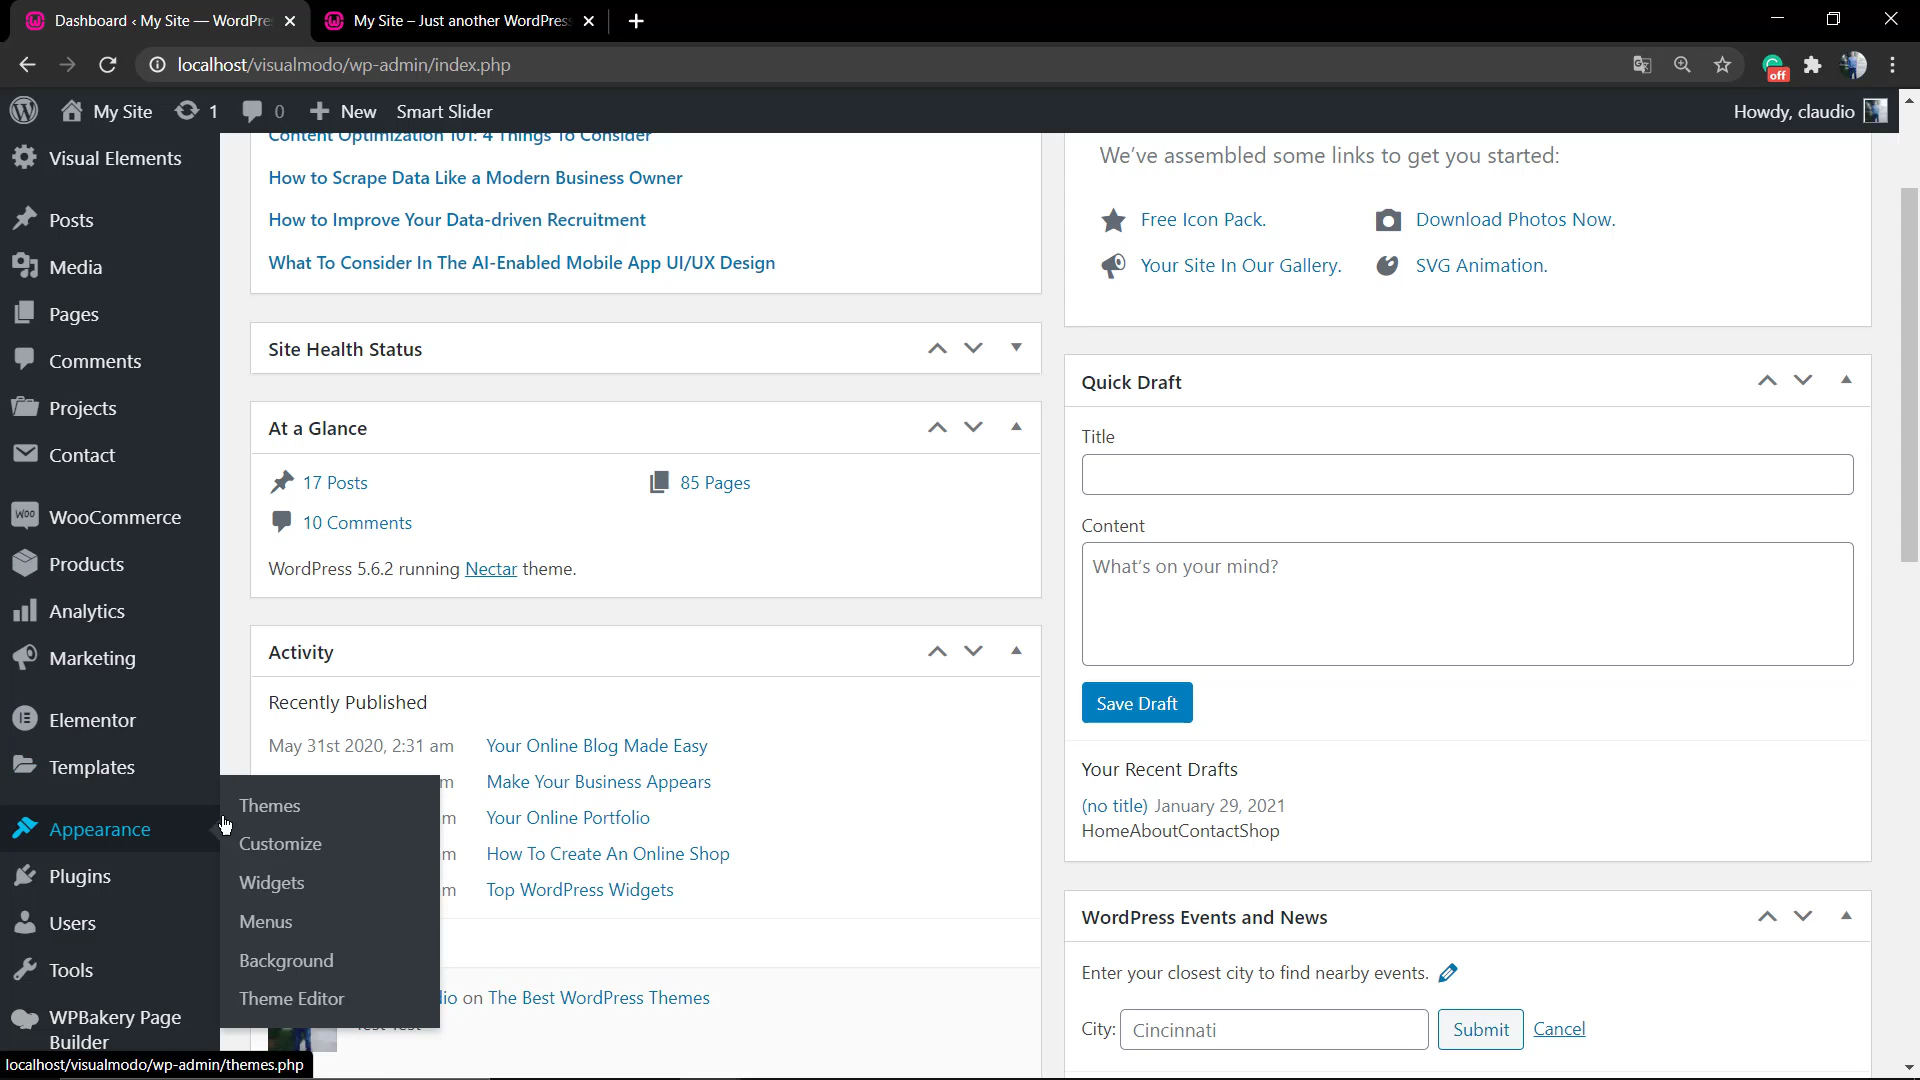 Dashboard ‹ My Site — WordPre
My Site – Just another WordPress
localhost/visualmodo/wp-admin/index.php
off
My Site
1
0
New
Smart Slider
Howdy, claudio
Visual Elements
Posts
Media
Pages
Comments
Projects
Contact
WooCommerce
Products
Analytics
Marketing
Elementor
Templates
Appearance
Plugins
Users
Tools
WPBakery Page
Builder
Themes
Customize
Widgets
Menus
Background
Theme Editor
localhost/visualmodo/wp-admin/themes.php
Content Optimization 101: 4 Things To Consider
How to Scrape Data Like a Modern Business Owner
How to Improve Your Data-driven Recruitment
What To Consider In The AI-Enabled Mobile App UI/UX Design
Site Health Status
At a Glance
17 Posts
85 Pages
10 Comments
WordPress 5.6.2 running Nectar theme.
Activity
Recently Published
May 31st 2020, 2:31 am
Your Online Blog Made Easy
m
Make Your Business Appears
m
Your Online Portfolio
m
How To Create An Online Shop
m
Top WordPress Widgets
dio on The Best WordPress Themes
We've assembled some links to get you started:
Free Icon Pack.
Download Photos Now.
Your Site In Our Gallery.
SVG Animation.
Quick Draft
Title
Content
What's on your mind?
Save Draft
Your Recent Drafts
(no title) January 29, 2021
HomeAboutContactShop
WordPress Events and News
Enter your closest city to find nearby events.
City:
Cincinnati
Submit
Cancel